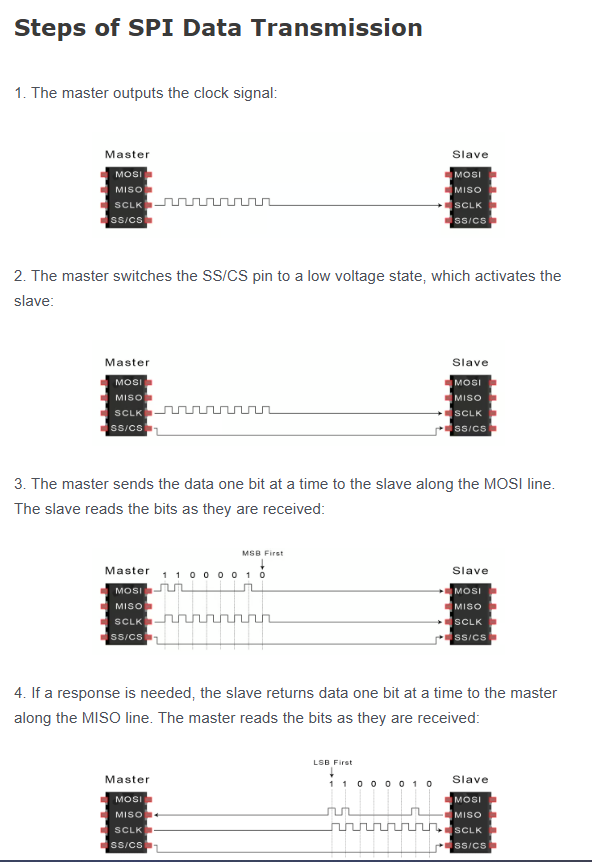 Steps of SPI Data Transmission
1. The master outputs the clock signal:
Master Slave
MOSI MOSI
MISO MISO
SCLK SCLK
SS/CS SS/CS
2. The master switches the SS/CS pin to a low voltage state, which activates the
slave:
Master Slave
MOSI MOSI
MISO MISO
SCLK SCLK
SS/CS SS/CS
3. The master sends the data one bit at a time to the slave along the MOSI line.
The slave reads the bits as they are received:
MSB First
Master 1 1 0 0 0 0 1 0 Slave
MOSI MOSI
MISO MISO
SCLK SCLK
SS/CS SS/CS
4. If a response is needed, the slave returns data one bit at a time to the master
along the MISO line. The master reads the bits as they are received:
LSB First
Master 1 1 0 0 0 0 1 0 Slave
MOSI MOSI
MISO MISO
SCLK SCLK
SS/CS SS/CS